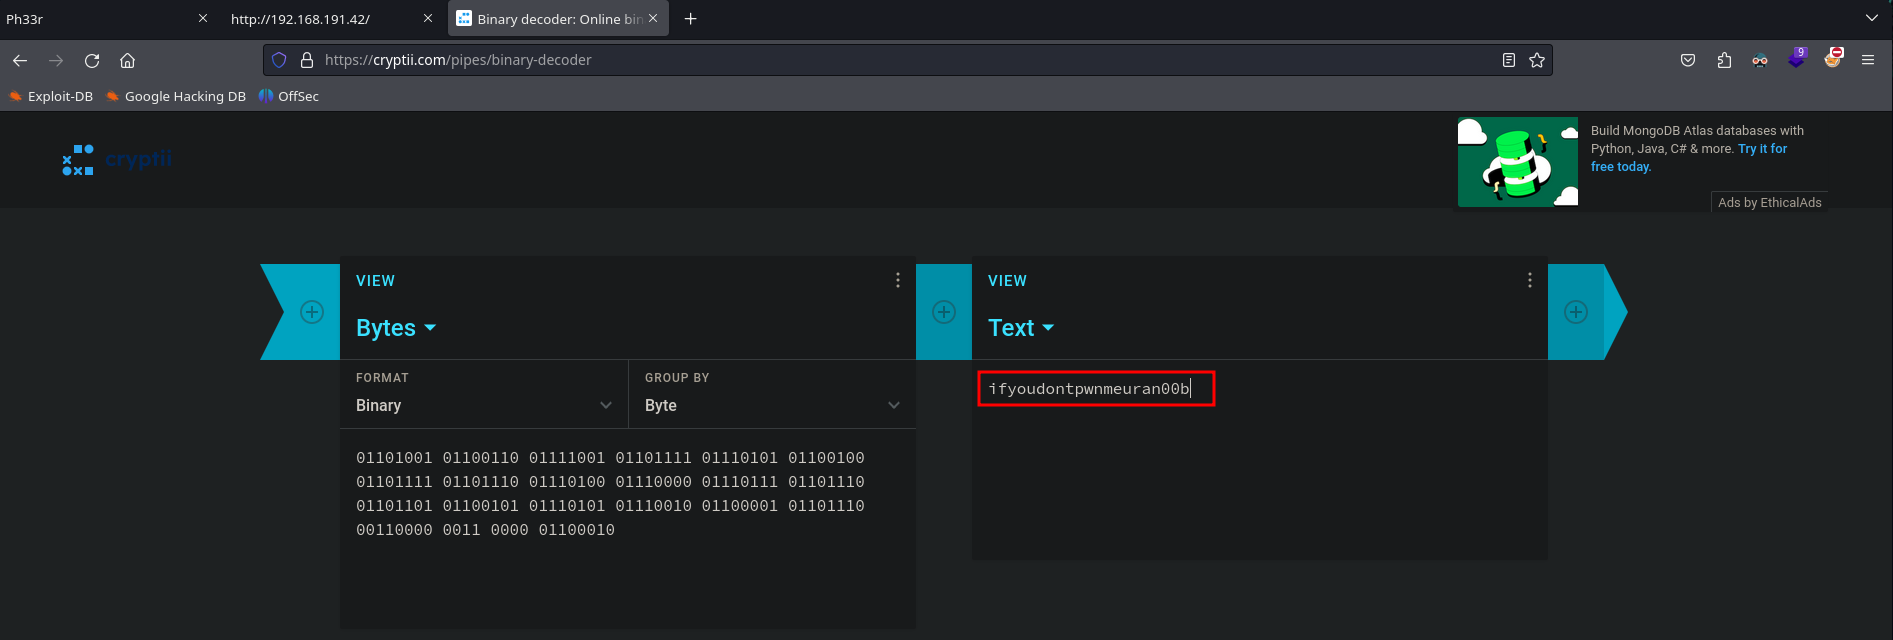 Ph33r
http://192.168.191.42/
Binary decoder: Online bin
https://cryptii.com/pipes/binary-decoder
9
Exploit-DB
Google Hacking DB
OffSec
cryptii
Build MongoDB Atlas databases with
Python, Java, C# & more. Try it for
free today.
Ads by EthicalAds
VIEW
Bytes
FORMAT
Binary
GROUP BY
Byte
01101001 01100110 01111001 01101111 01110101 01100100
01101111 01101110 01110100 01110000 01110111 01101110
01101101 01100101 01110101 01110010 01100001 01101110
00110000 0011 0000 01100010
VIEW
Text
ifyoudontpwnmeuran00b